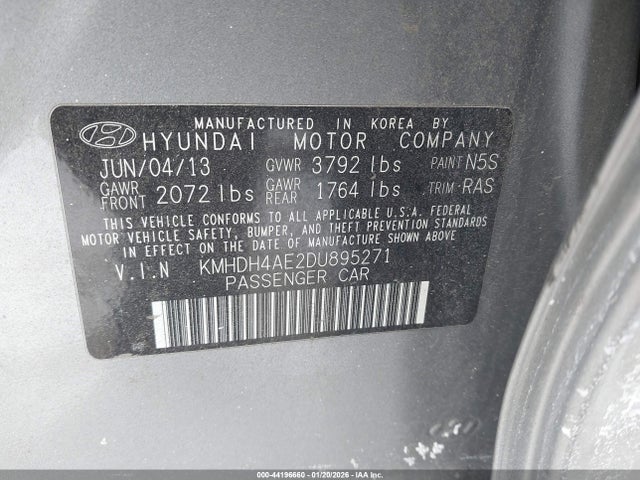 MANUFACTURED IN KOREA BY
HYUNDAI MOTOR COMPANY
JUN/04/13 GVWR 3792 lbs PAINT N5S
GAWR FRONT 2072 lbs GAWR REAR 1764 lbs TRIM: RAS
THIS VEHICLE CONFORMS TO ALL APPLICABLE U.S.A. FEDERAL
MOTOR VEHICLE SAFETY, BUMPER, AND THEFT PREVENTION STANDARDS
IN EFFECT ON THE DATE OF MANUFACTURE SHOWN ABOVE.
V.I.N KMHDH4AE2DU895271
PASSENGER CAR
000-44196660 - 01/20/2026 - IAA Inc.